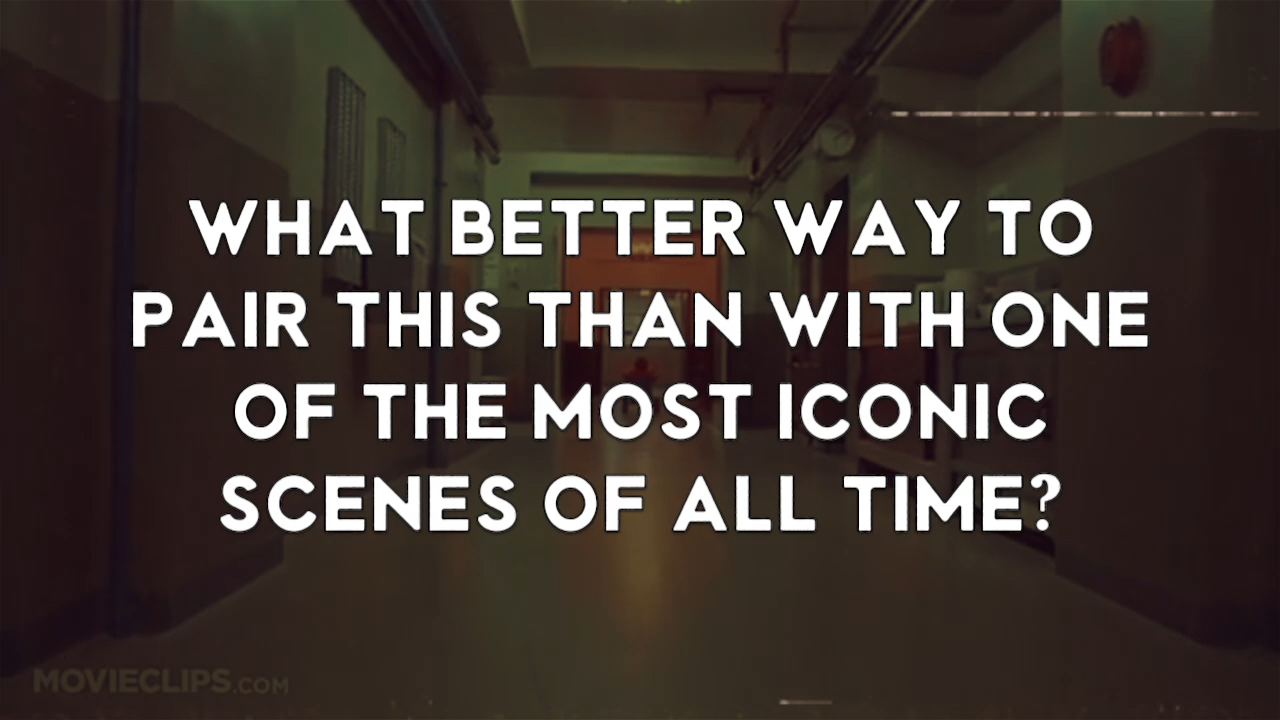 WHAT BETTER WAY TO
PAIR THIS THAN WITH ONE
OF THE MOST ICONIC
SCENES OF ALL TIME?
MOVIECLIPS.COM